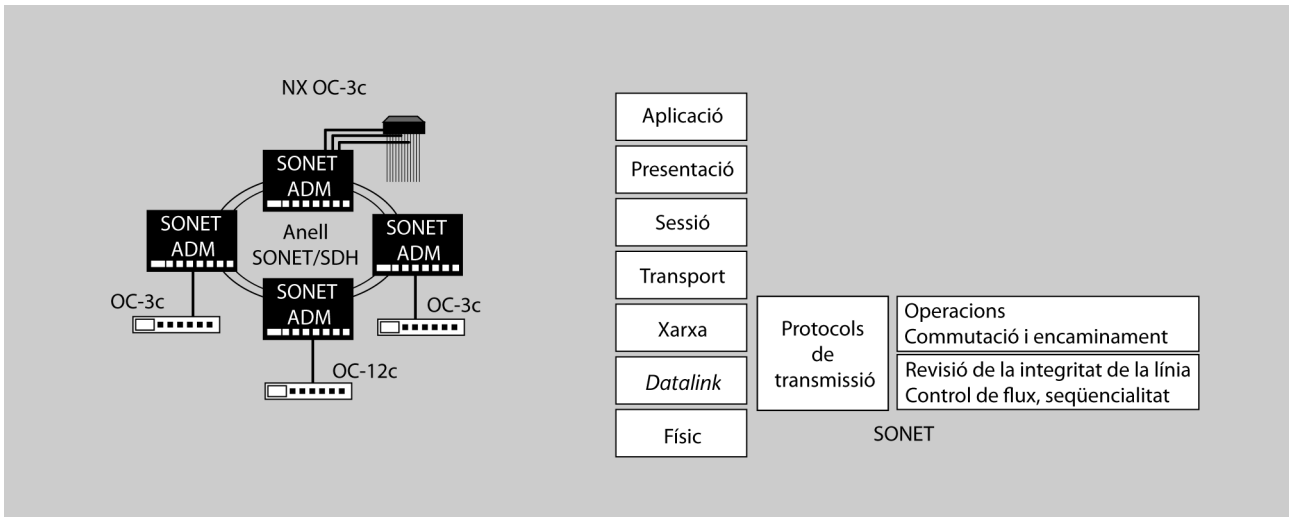 NX OC-3c
SONET
ADM
SONET
ADM
Anell
SONET/SDH
SONET
ADM
SONET
ADM
OC-3c
OC-3c
OC-12c
Aplicació
Presentació
Sessió
Transport
Xarxa
Datalink
Físic
Protocols
de
transmissió
Operacions
Commutació i encaminament
Revisió de la integritat de la línia
Control de flux, seqüencialitat
SONET